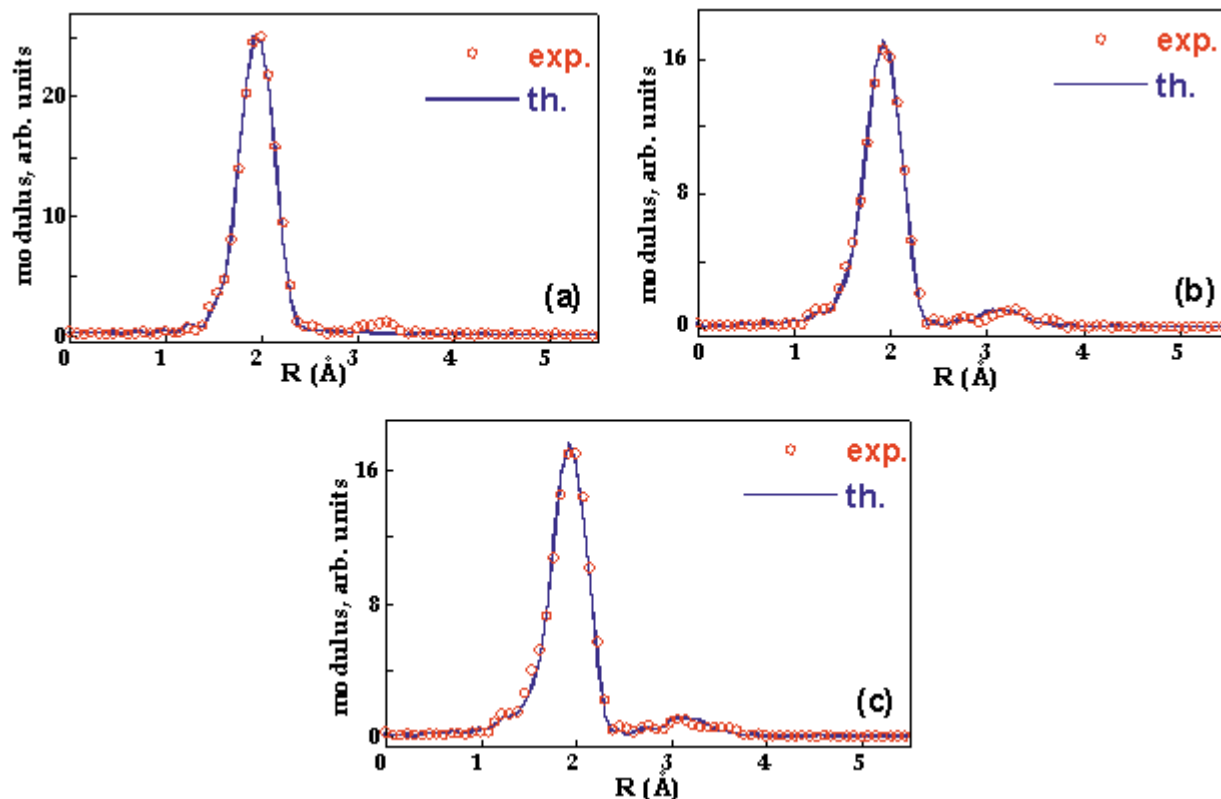 modulus, arb. units
20
10
0
exp.
th.
(a)
0 1 2 3 4 5
R (Å)
modulus, arb. units
16
8
0
exp.
th.
(b)
0 1 2 3 4 5
R (Å)
modulus, arb. units
16
8
0
exp.
th.
(c)
0 1 2 3 4 5
R (Å)